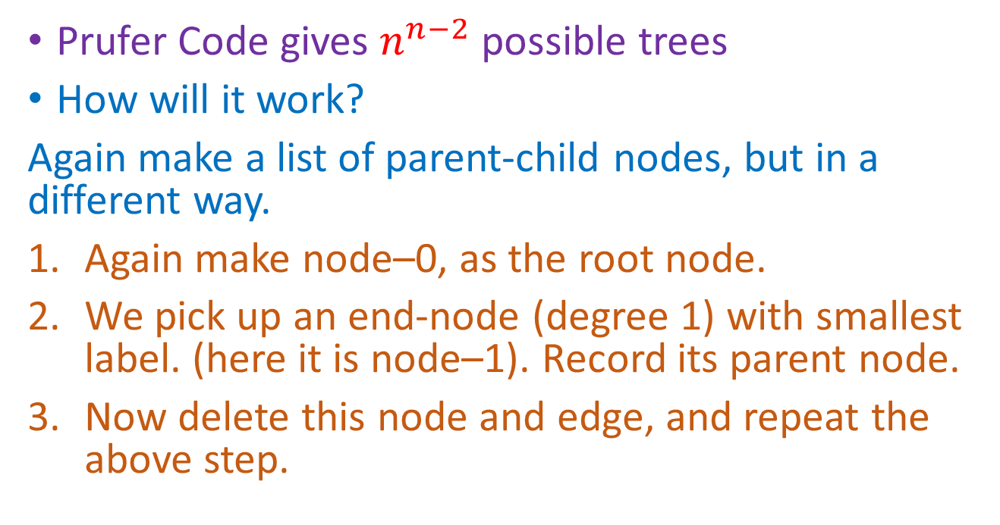 • Prufer Code gives n^{n−2} possible trees
• How will it work?
Again make a list of parent-child nodes, but in a
different way.
1. Again make node–0, as the root node.
2. We pick up an end-node (degree 1) with smallest
label. (here it is node–1). Record its parent node.
3. Now delete this node and edge, and repeat the
above step.